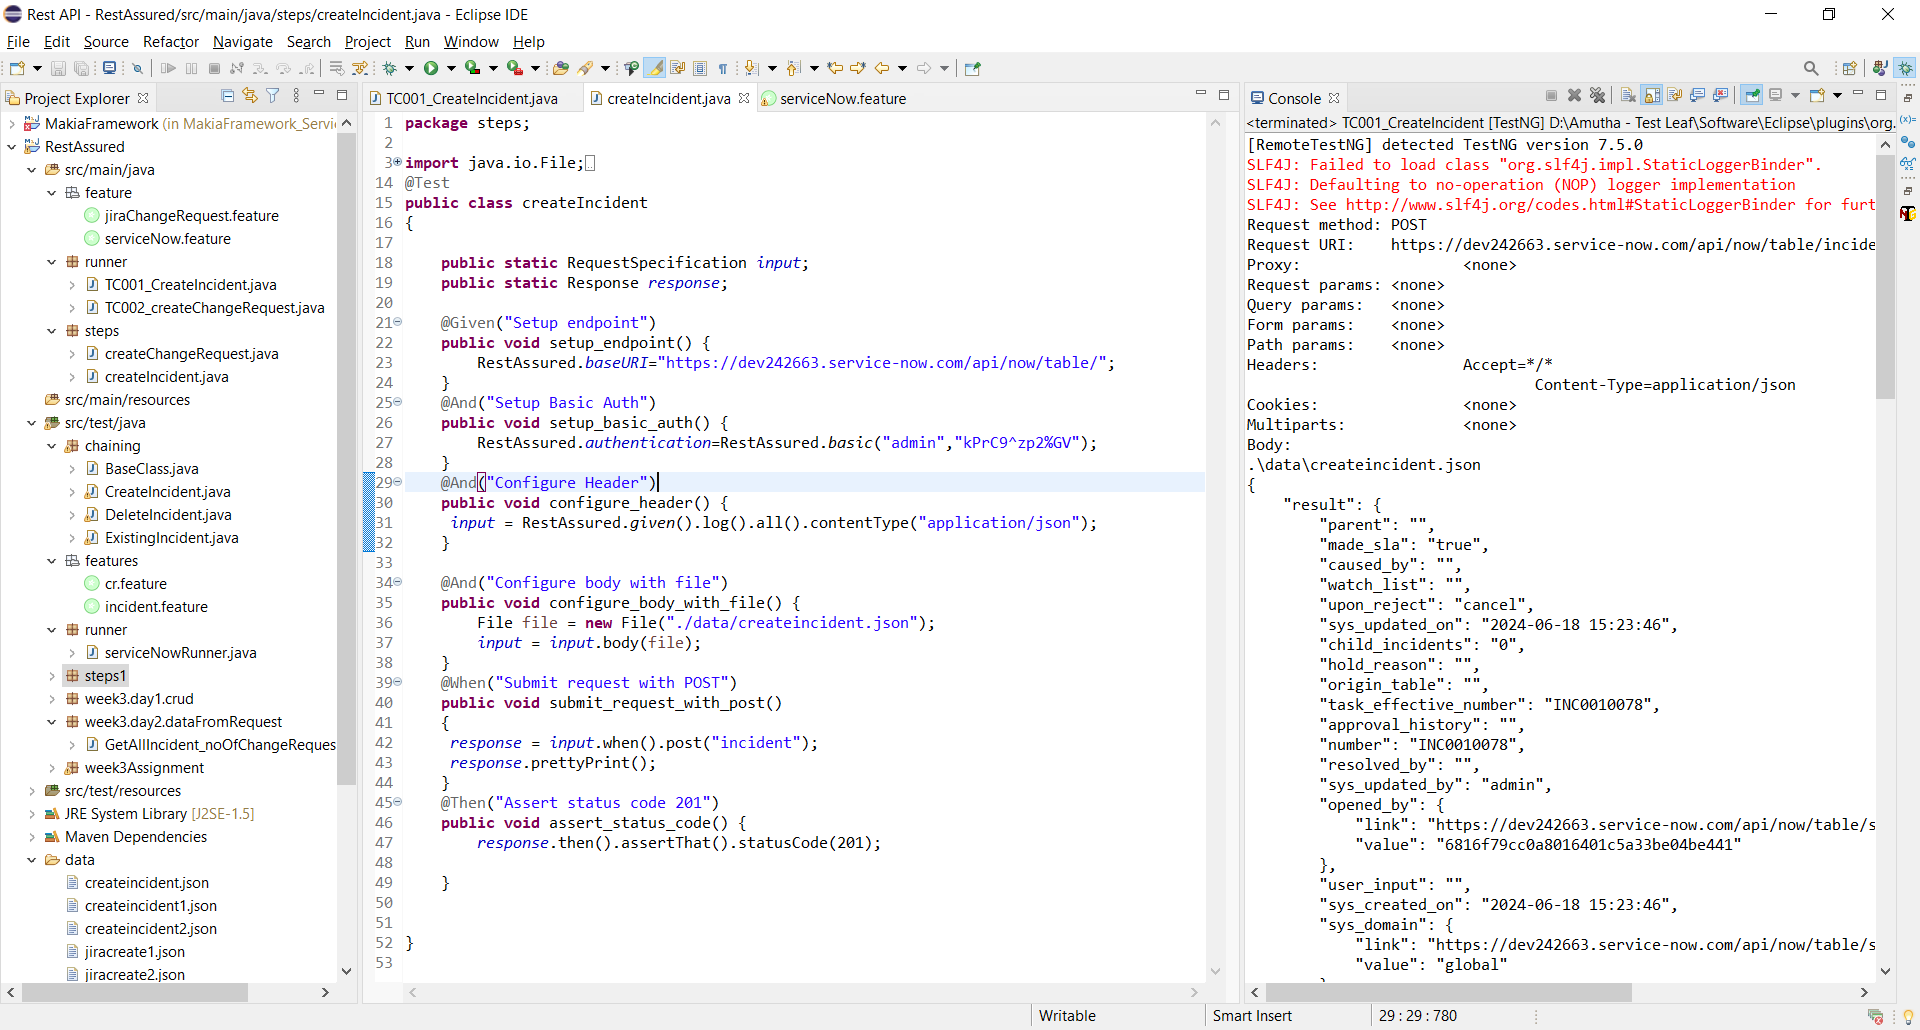 Rest API - RestAssured/src/main/java/steps/createIncident.java - Eclipse IDE
File Edit Source Refactor Navigate Search Project Run Window Help
Project Explorer
MakiaFramework (in MakiaFramework_Servi
RestAssured
src/main/java
feature
jiraChangeRequest.feature
serviceNow.feature
runner
TC001_CreateIncident.java
TC002_createChangeRequest.java
steps
createChangeRequest.java
createIncident.java
src/main/resources
src/test/java
chaining
BaseClass.java
CreateIncident.java
DeleteIncident.java
ExistingIncident.java
features
cr.feature
incident.feature
runner
serviceNowRunner.java
steps1
week3.day1.crud
week3.day2.dataFromRequest
GetAllIncident_noOfChangeReques
week3Assignment
src/test/resources
JRE System Library [J2SE-1.5]
Maven Dependencies
data
createincident.json
createincident1.json
createincident2.json
jiracreate1.json
jiracreate2.json
TC001_CreateIncident.java createIncident.java serviceNow.feature
1 package steps;
2
3 import java.io.File;
14 @Test
15 public class createIncident
16 {
17
18 public static RequestSpecification input;
19 public static Response response;
20
21 @Given("Setup endpoint")
22 public void setup_endpoint() {
23 RestAssured.baseURI="https://dev242663.service-now.com/api/now/table/";
24 }
25 @And("Setup Basic Auth")
26 public void setup_basic_auth() {
27 RestAssured.authentication=RestAssured.basic("admin","kPrC9^zp2%GV");
28 }
29 @And("Configure Header")
30 public void configure_header() {
31 input = RestAssured.given().log().all().contentType("application/json");
32 }
33
34 @And("Configure body with file")
35 public void configure_body_with_file() {
36 File file = new File("./data/createincident.json");
37 input = input.body(file);
38 }
39 @When("Submit request with POST")
40 public void submit_request_with_post()
41 {
42 response = input.when().post("incident");
43 response.prettyPrint();
44 }
45 @Then("Assert status code 201")
46 public void assert_status_code() {
47 response.then().assertThat().statusCode(201);
48
49 }
50
51
52 }
53
Console
<terminated> TC001_CreateIncident [TestNG] D:\Amutha - Test Leaf\Software\Eclipse\plugins\org.
[RemoteTestNG] detected TestNG version 7.5.0
SLF4J: Failed to load class "org.slf4j.impl.StaticLoggerBinder".
SLF4J: Defaulting to no-operation (NOP) logger implementation
SLF4J: See http://www.slf4j.org/codes.html#StaticLoggerBinder for furt
Request method: POST
Request URI: https://dev242663.service-now.com/api/now/table/incide
Proxy: <none>
Request params: <none>
Query params: <none>
Form params: <none>
Path params: <none>
Headers: Accept=*/*
Content-Type=application/json
Cookies: <none>
Multiparts: <none>
Body:
.\data\createincident.json
{
"result": {
"parent": "",
"made_sla": "true",
"caused_by": "",
"watch_list": "",
"upon_reject": "cancel",
"sys_updated_on": "2024-06-18 15:23:46",
"child_incidents": "0",
"hold_reason": "",
"origin_table": "",
"task_effective_number": "INC0010078",
"approval_history": "",
"number": "INC0010078",
"resolved_by": "",
"sys_updated_by": "admin",
"opened_by": {
"link": "https://dev242663.service-now.com/api/now/table/s
"value": "6816f79cc0a8016401c5a33be04be441"
},
"user_input": "",
"sys_created_on": "2024-06-18 15:23:46",
"sys_domain": {
"link": "https://dev242663.service-now.com/api/now/table/s
"value": "global"
Writable
Smart Insert
29 : 29 : 780